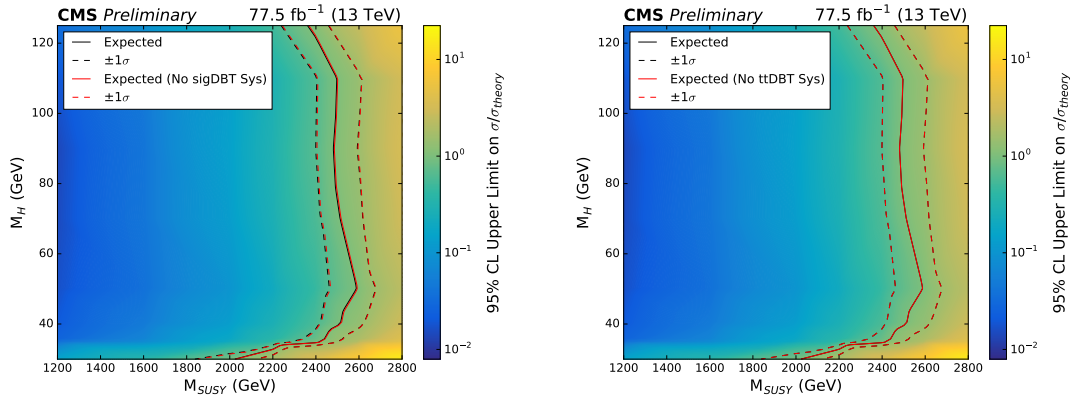 CMS Preliminary 77.5 fb⁻¹ (13 TeV)
Expected
±1σ
Expected (No sigDBT Sys)
±1σ
120
100
80
60
40
M_H (GeV)
1200 1400 1600 1800 2000 2200 2400 2600 2800
M_SUSY (GeV)
10¹
10⁰
10⁻¹
10⁻²
95% CL Upper Limit on σ/σ_theory
CMS Preliminary 77.5 fb⁻¹ (13 TeV)
Expected
±1σ
Expected (No ttDBT Sys)
±1σ
120
100
80
60
40
M_H (GeV)
1200 1400 1600 1800 2000 2200 2400 2600 2800
M_SUSY (GeV)
10¹
10⁰
10⁻¹
10⁻²
95% CL Upper Limit on σ/σ_theory